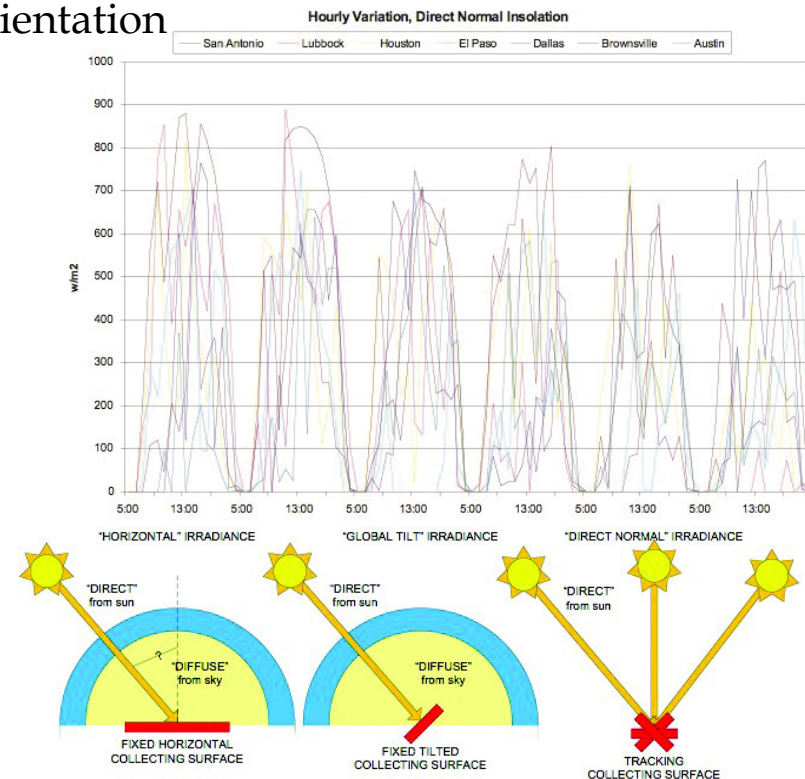 ientation
Hourly Variation, Direct Normal Insolation
San Antonio Lubbock Houston El Paso Dallas Brownsville Austin
1000
900
800
700
600
500
400
300
200
100
0
w/m2
5:00 13:00 5:00 13:00 5:00 13:00 5:00 13:00 5:00 13:00 5:00 13:00
"HORIZONTAL" IRRADIANCE "GLOBAL TILT" IRRADIANCE "DIRECT NORMAL" IRRADIANCE
"DIRECT" "DIRECT" "DIRECT"
from sun from sun from sun
?
"DIFFUSE" "DIFFUSE"
from sky from sky
FIXED HORIZONTAL FIXED TILTED TRACKING
COLLECTING SURFACE COLLECTING SURFACE COLLECTING SURFACE